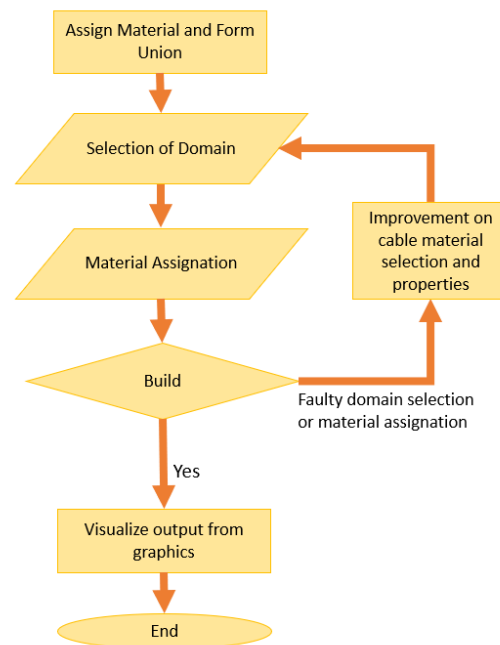 Assign Material and Form
Union
Selection of Domain
Improvement on
cable material
selection and
properties
Material Assignation
Build
Faulty domain selection
or material assignation
Yes
Visualize output from
graphics
End